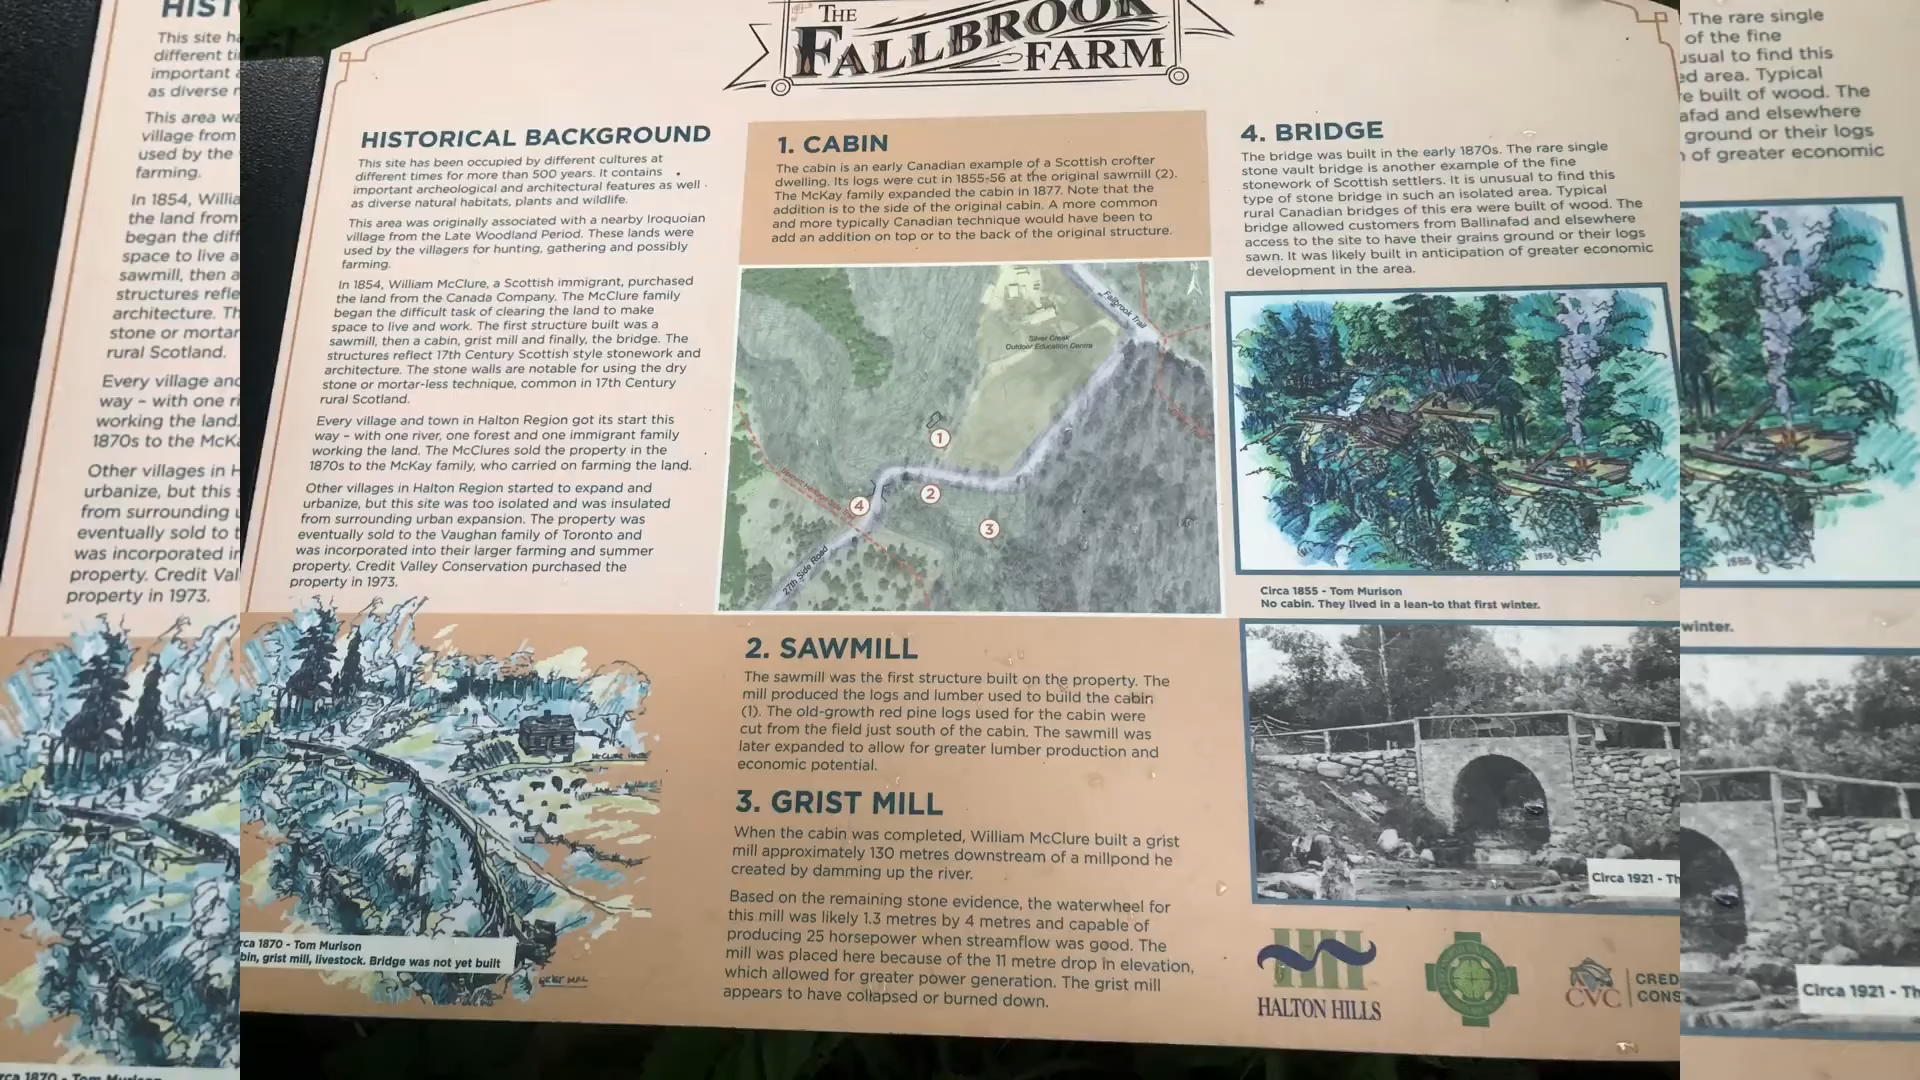 THE
FALLBROOK
FARM
HISTORICAL BACKGROUND
This site has been occupied by different cultures at
different times for more than 500 years. It contains
important archeological and architectural features as well
as diverse natural habitats, plants and wildlife.
This area was originally associated with a nearby Iroquoian
village from the Late Woodland Period. These lands were
used by the villagers for hunting, gathering and possibly
farming.
In 1854, William McClure, a Scottish immigrant, purchased
the land from the Canada Company. The McClure family
began the difficult task of clearing the land to make
space to live and work. The first structure built was a
sawmill, then a cabin, grist mill and finally, the bridge. The
structures reflect 17th Century Scottish style stonework and
architecture. The stone walls are notable for using the dry
stone or mortar-less technique, common in 17th Century
rural Scotland.
Every village and town in Halton Region got its start this
way – with one river, one forest and one immigrant family
working the land. The McClures sold the property in the
1870s to the McKay family, who carried on farming the land.
Other villages in Halton Region started to expand and
urbanize, but this site was too isolated and was insulated
from surrounding urban expansion. The property was
eventually sold to the Vaughan family of Toronto and
was incorporated into their larger farming and summer
property. Credit Valley Conservation purchased the
property in 1973.
McCLURE HOUSE
GRIST MILL
rca 1870 - Tom Murison
bin, grist mill, livestock. Bridge was not yet built
1. CABIN
The cabin is an early Canadian example of a Scottish crofter
dwelling. Its logs were cut in 1855-56 at the original sawmill (2).
The McKay family expanded the cabin in 1877. Note that the
addition is to the side of the original cabin. A more common
and more typically Canadian technique would have been to
add an addition on top or to the back of the original structure.
N
Fallbrook Trail
Silver Creek
Outdoor Education Centre
1
2
3
4
27th Side Road
2. SAWMILL
The sawmill was the first structure built on the property. The
mill produced the logs and lumber used to build the cabin
(1). The old-growth red pine logs used for the cabin were
cut from the field just south of the cabin. The sawmill was
later expanded to allow for greater lumber production and
economic potential.
3. GRIST MILL
When the cabin was completed, William McClure built a grist
mill approximately 130 metres downstream of a millpond he
created by damming up the river.
Based on the remaining stone evidence, the waterwheel for
this mill was likely 1.3 metres by 4 metres and capable of
producing 25 horsepower when streamflow was good. The
mill was placed here because of the 11 metre drop in elevation,
which allowed for greater power generation. The grist mill
appears to have collapsed or burned down.
4. BRIDGE
The bridge was built in the early 1870s. The rare single
stone vault bridge is another example of the fine
stonework of Scottish settlers. It is unusual to find this
type of stone bridge in such an isolated area. Typical
rural Canadian bridges of this era were built of wood. The
bridge allowed customers from Ballinafad and elsewhere
access to the site to have their grains ground or their logs
sawn. It was likely built in anticipation of greater economic
development in the area.
1855
Circa 1855 - Tom Murison
No cabin. They lived in a lean-to that first winter.
Circa 1921 - Th
HALTON HILLS
CVC
CRED
CONS